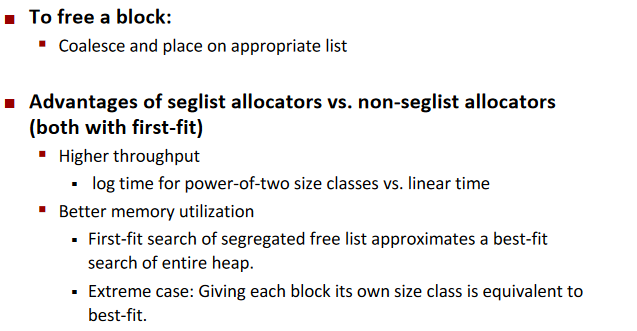 To free a block:
Coalesce and place on appropriate list
Advantages of seglist allocators vs. non-seglist allocators
(both with first-fit)
Higher throughput
log time for power-of-two size classes vs. linear time
Better memory utilization
First-fit search of segregated free list approximates a best-fit
search of entire heap.
Extreme case: Giving each block its own size class is equivalent to
best-fit.